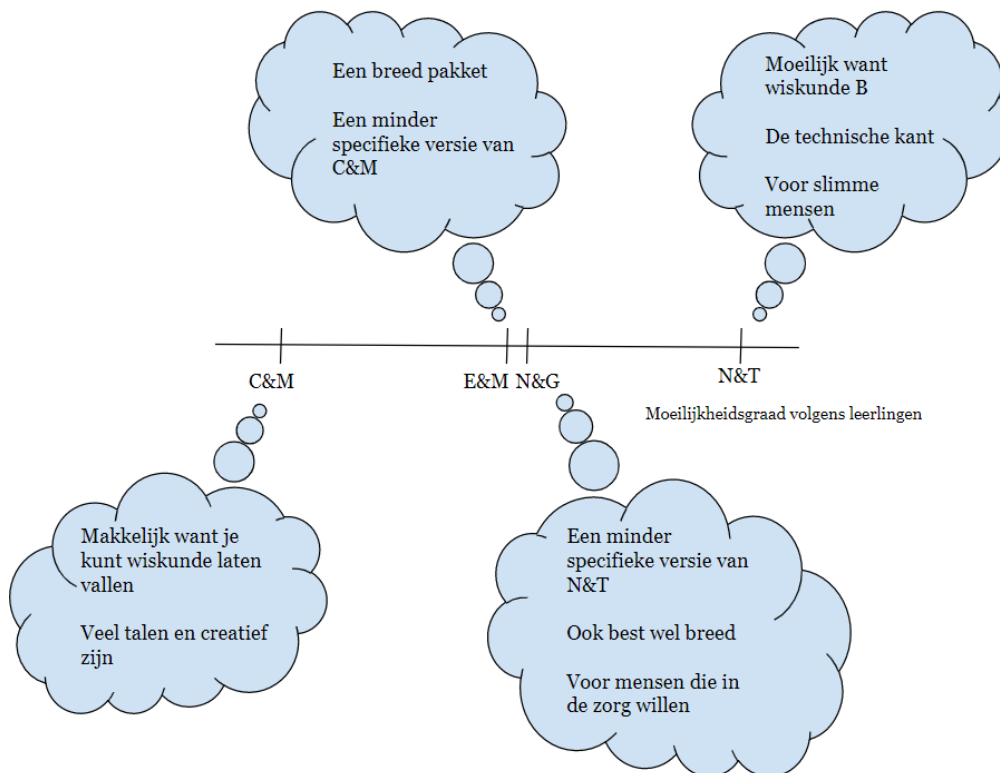 Een breed pakket
Een minder
specifieke versie van
C&M
Moeilijk want
wiskunde B
De technische kant
Voor slimme
mensen
C&M
E&M
N&G
N&T
Moeilijkheidsgraad volgens leerlingen
Makkelijk want je
kunt wiskunde laten
vallen
Veel talen en creatief
zijn
Een minder
specifieke versie van
N&T
Ook best wel breed
Voor mensen die in
de zorg willen